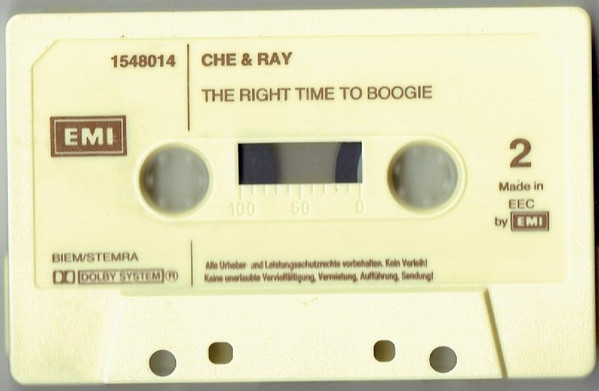 1548014
CHE & RAY
THE RIGHT TIME TO BOOGIE
EMI
2
100 50 0
Made in
EEC
by EMI
BIEM/STEMRA
DOLBY SYSTEM ®
Alle Urheber- und Leistungsschutzrechte vorbehalten. Kein Verleih!
Keine unerlaubte Vervielfältigung, Vermietung, Aufführung, Sendung!